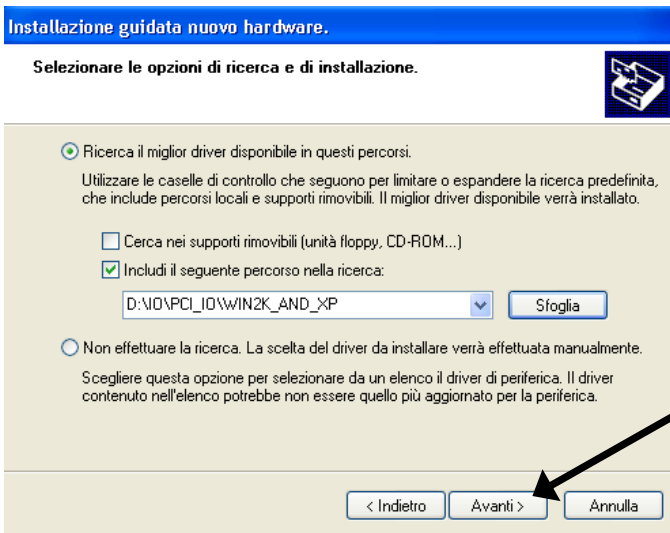 Installazione guidata nuovo hardware.
Selezionare le opzioni di ricerca e di installazione.
Ricerca il miglior driver disponibile in questi percorsi.
Utilizzare le caselle di controllo che seguono per limitare o espandere la ricerca predefinita,
che include percorsi locali e supporti rimovibili. Il miglior driver disponibile verrà installato.
Cerca nei supporti rimovibili (unità floppy, CD-ROM...)
Includi il seguente percorso nella ricerca:
D:\IO\PCI_IO\WIN2K_AND_XP
Sfoglia
Non effettuare la ricerca. La scelta del driver da installare verrà effettuata manualmente.
Scegliere questa opzione per selezionare da un elenco il driver di periferica. Il driver
contenuto nell'elenco potrebbe non essere quello più aggiornato per la periferica.
< Indietro
Avanti >
Annulla